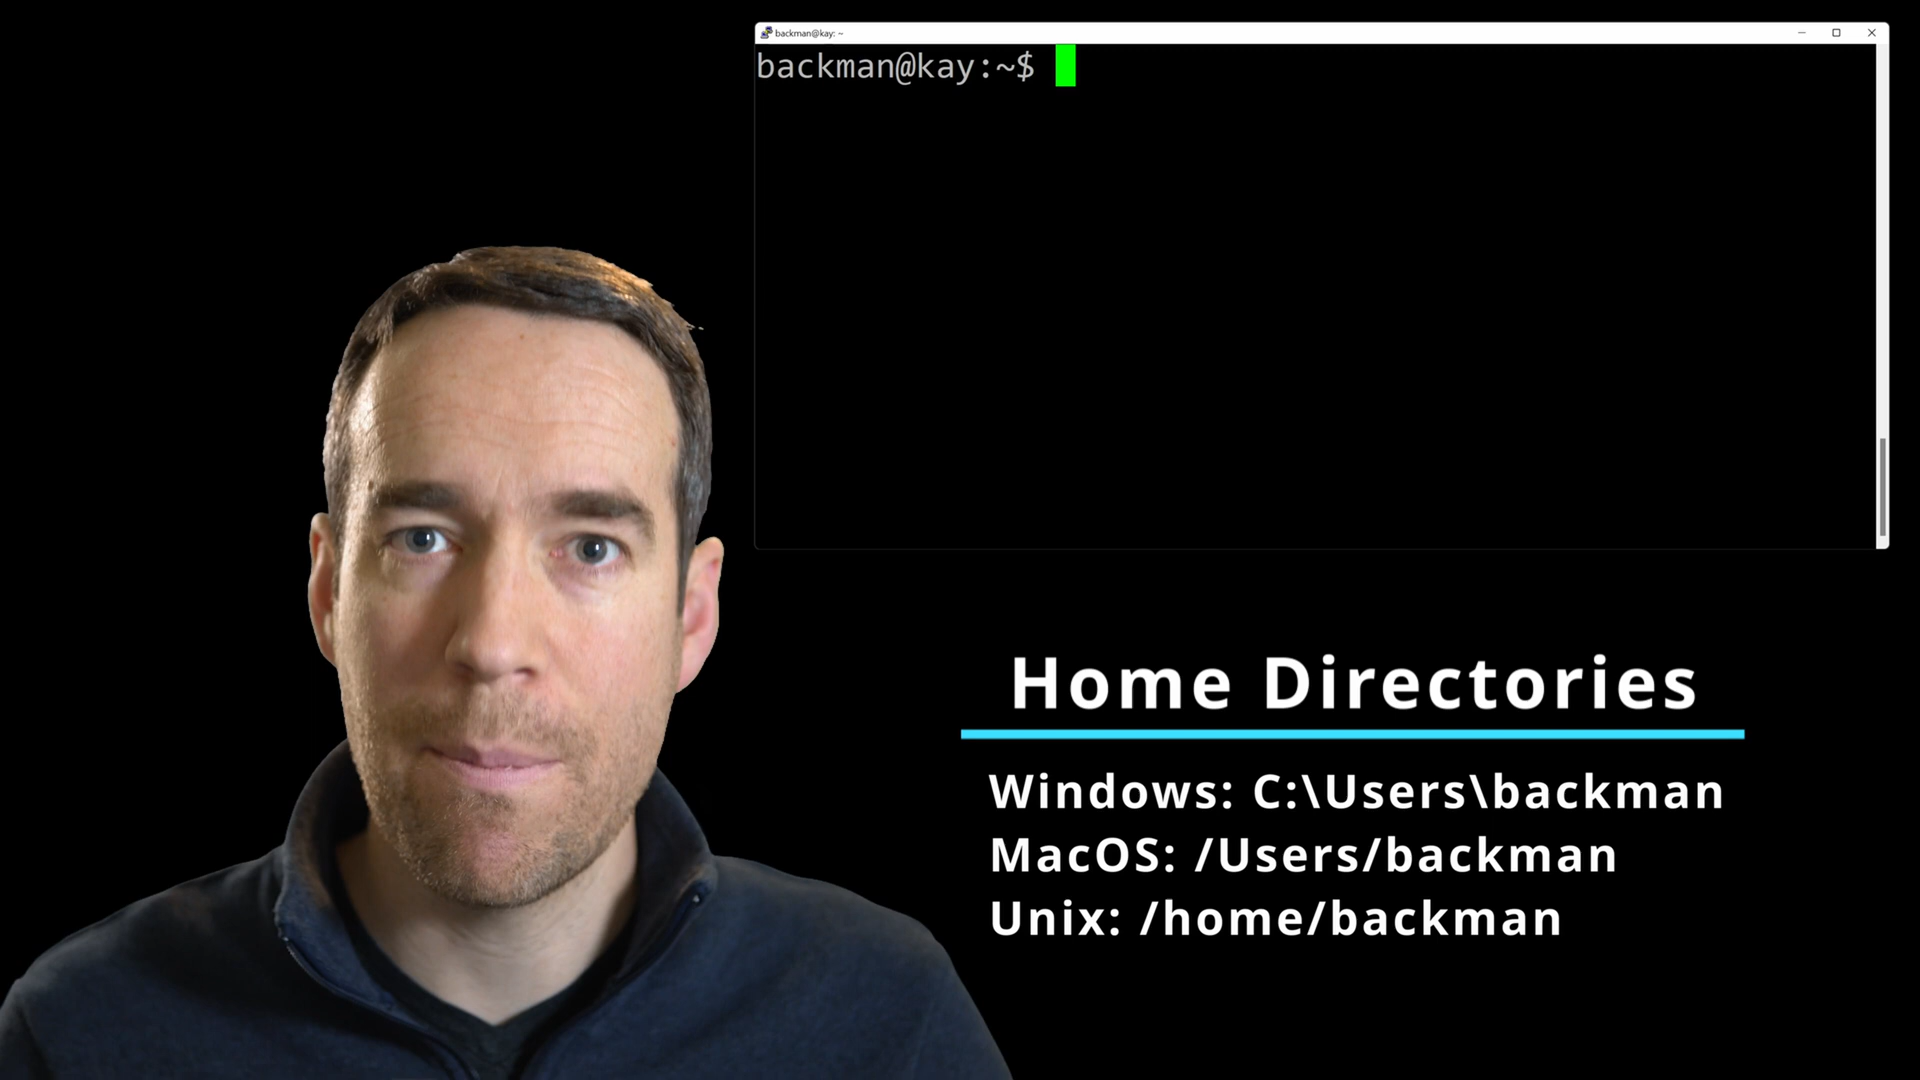 backman@kay: ~
backman@kay:~$
Home Directories
Windows: C:\Users\backman
MacOS: /Users/backman
Unix: /home/backman